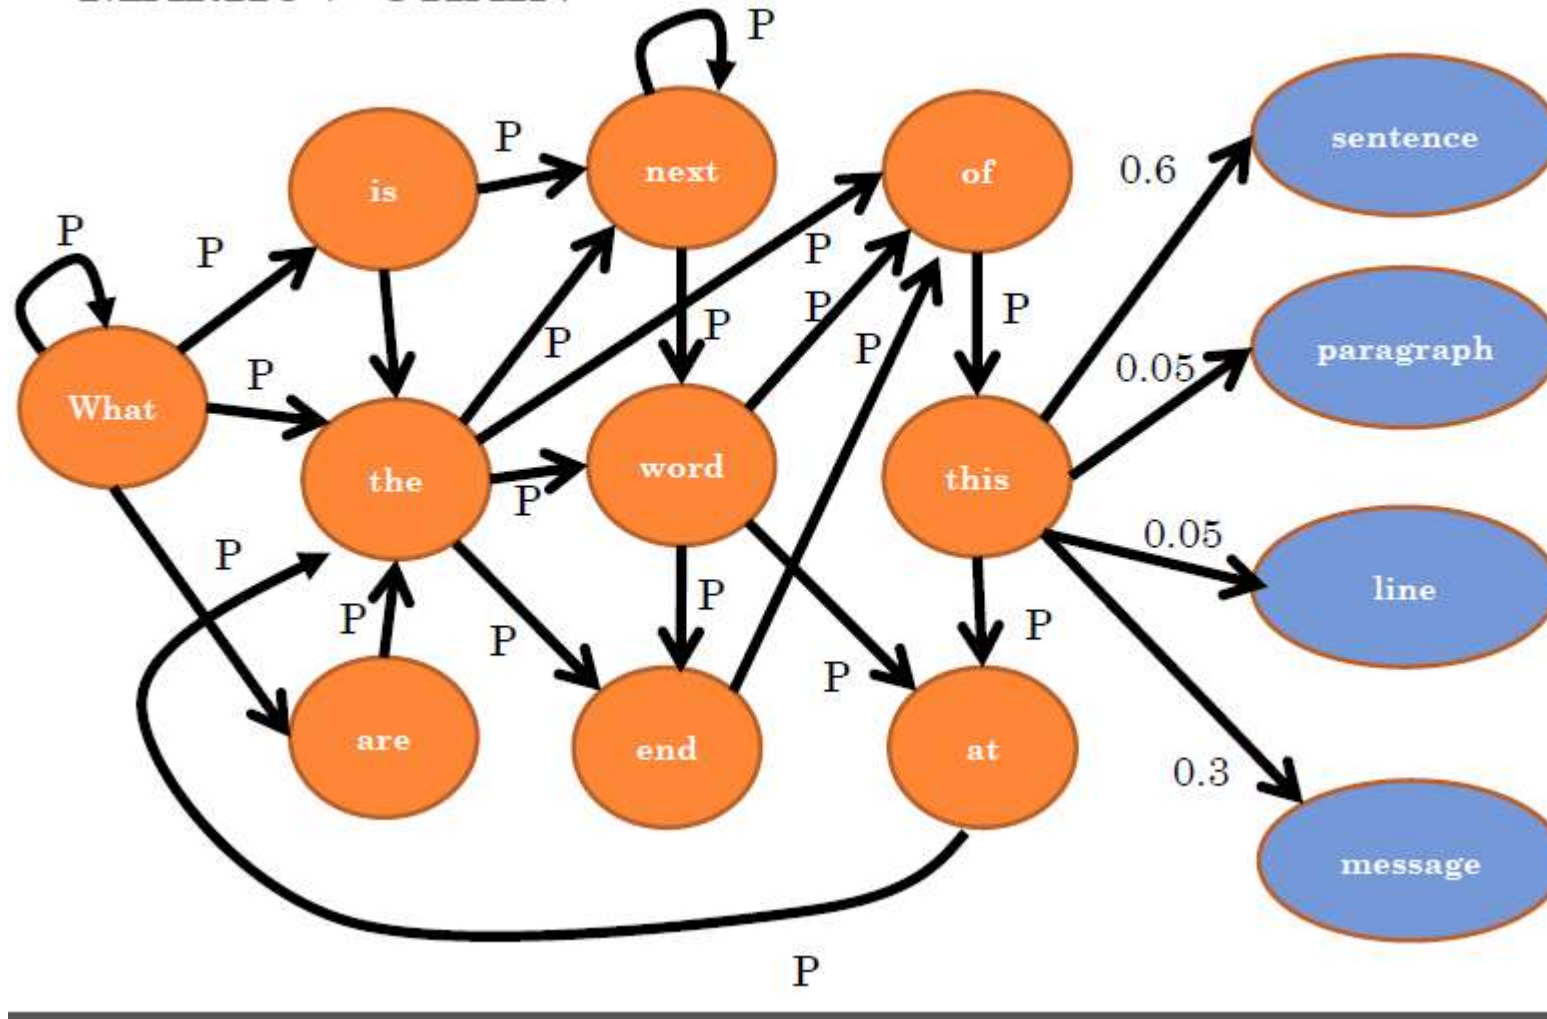 P
P
sentence
0.6
is
next
of
P
P
P
P
P
P
P
P
0.05
paragraph
What
the
word
this
P
P
0.05
line
P
P
P
P
P
are
end
at
0.3
message
P